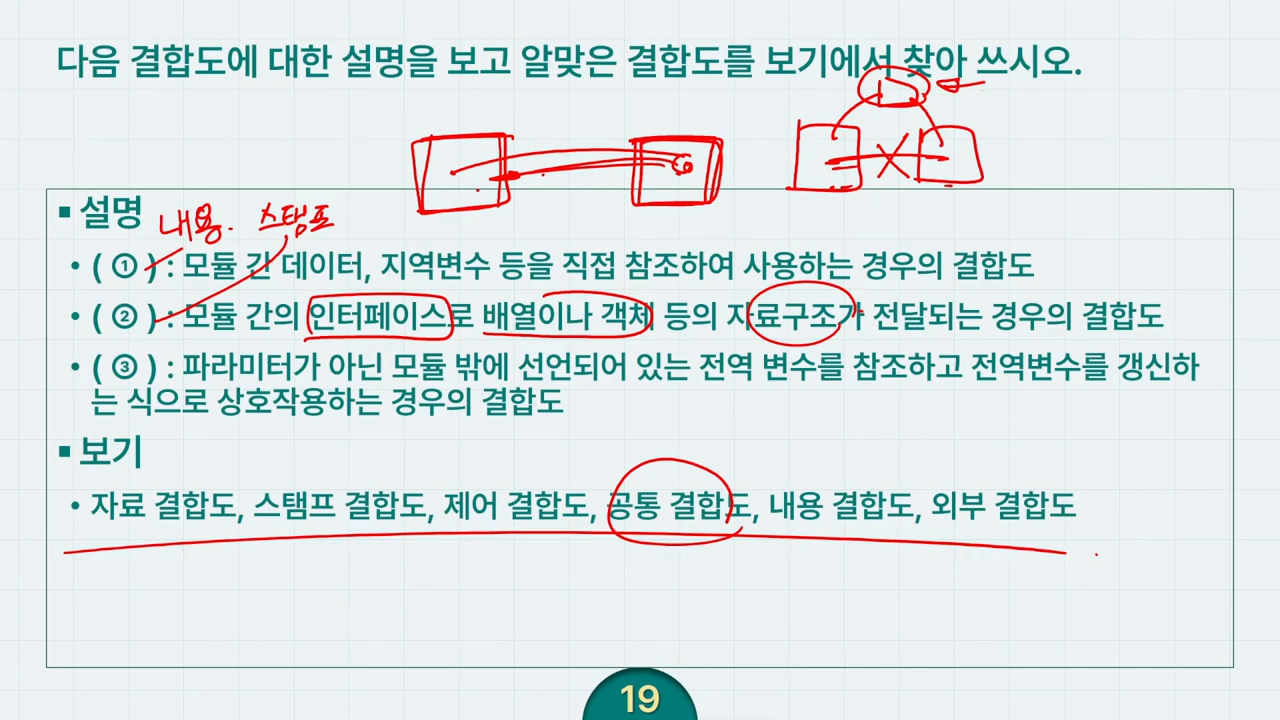 다음 결합도에 대한 설명을 보고 알맞은 결합도를 보기에서 찾아 쓰시오.
▪ 설명
내용. 스탬프
• ( ① ) : 모듈 간 데이터, 지역변수 등을 직접 참조하여 사용하는 경우의 결합도
• ( ② ) : 모듈 간의 인터페이스로 배열이나 객체 등의 자료구조가 전달되는 경우의 결합도
• ( ③ ) : 파라미터가 아닌 모듈 밖에 선언되어 있는 전역 변수를 참조하고 전역변수를 갱신하
는 식으로 상호작용하는 경우의 결합도
▪ 보기
• 자료 결합도, 스탬프 결합도, 제어 결합도, 공통 결합도, 내용 결합도, 외부 결합도
19